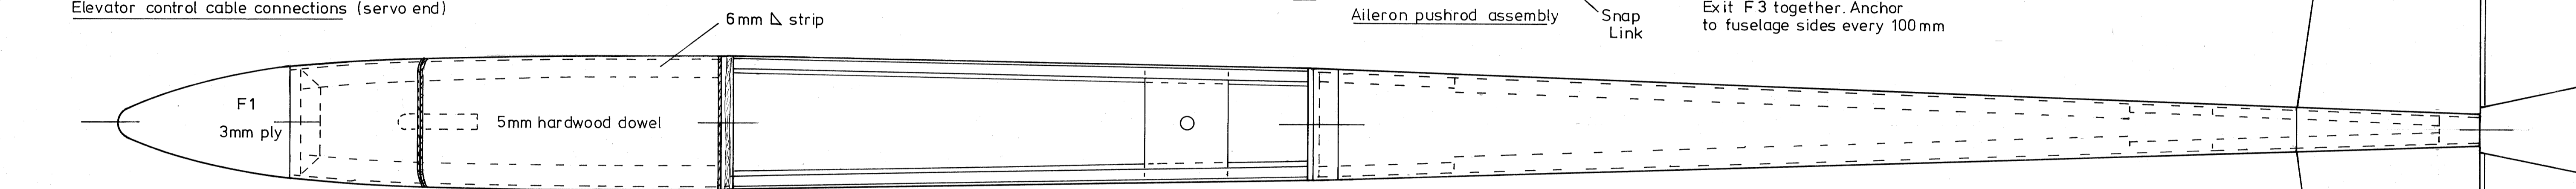 Elevator control cable connections (servo end)
6mm ⊿ strip
Aileron pushrod assembly
Snap
Link
Exit F3 together. Anchor
to fuselage sides every 100mm
F1
3mm ply
5mm hardwood dowel